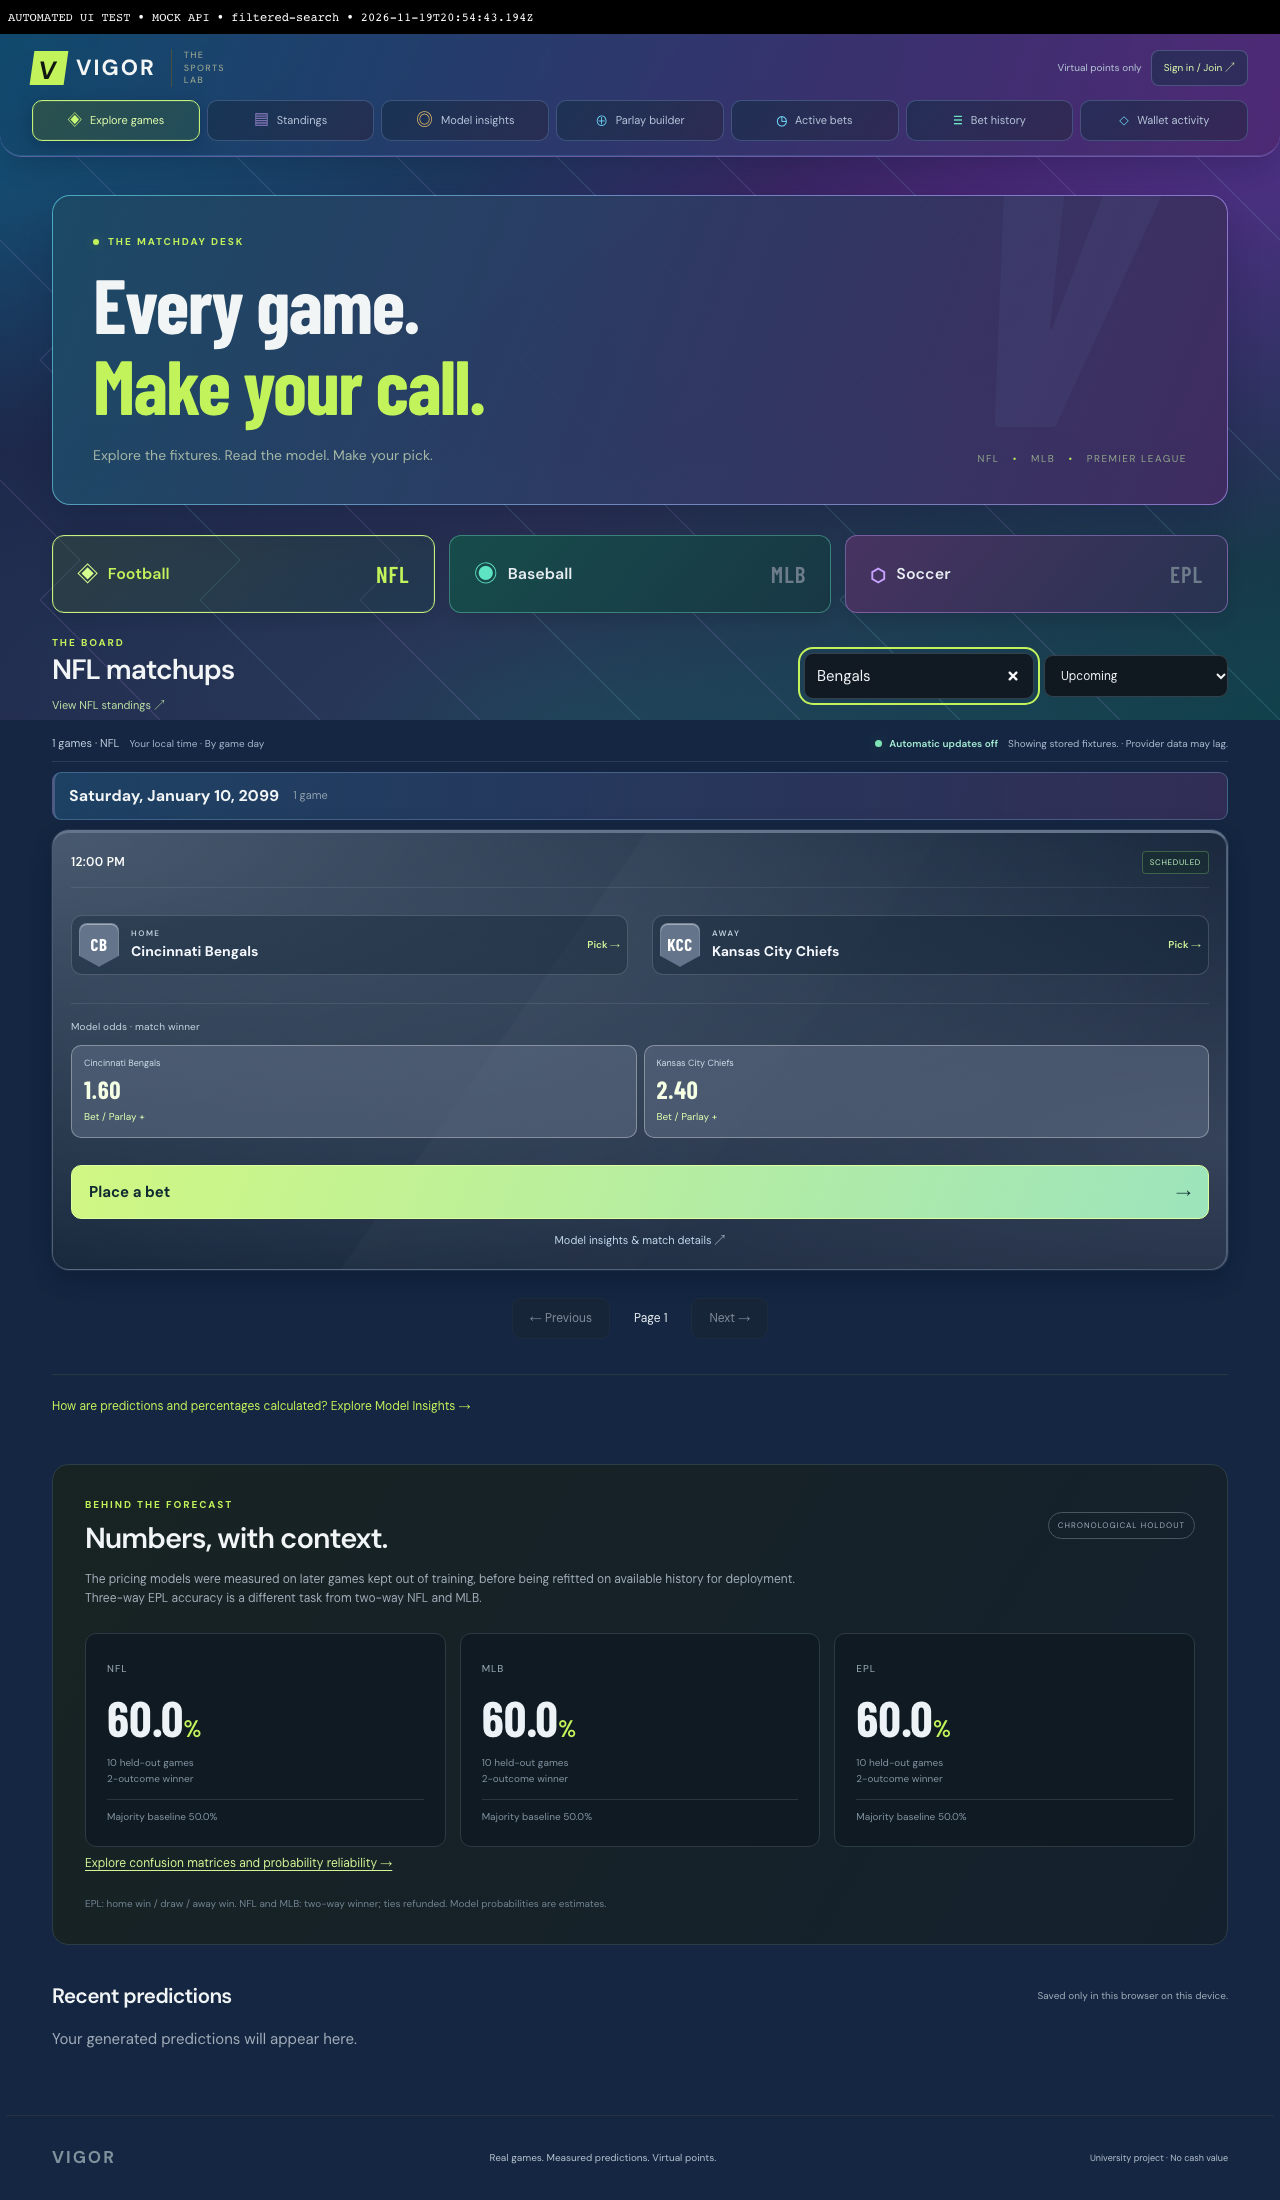 AUTOMATED UI TEST • MOCK API • filtered-search • 2026-11-19T20:54:43.194Z
V VIGOR
THE
SPORTS
LAB
Virtual points only
Sign in / Join ↗
Explore games
Standings
Model insights
Parlay builder
Active bets
Bet history
Wallet activity
THE MATCHDAY DESK
Every game.
Make your call.
Explore the fixtures. Read the model. Make your pick.
NFL • MLB • PREMIER LEAGUE
V
Football NFL
Baseball MLB
Soccer EPL
THE BOARD
NFL matchups
View NFL standings ↗
Bengals ×
Upcoming
1 games · NFL Your local time · By game day
Automatic updates off Showing stored fixtures. · Provider data may lag.
Saturday, January 10, 2099 1 game
12:00 PM
SCHEDULED
CB
HOME
Cincinnati Bengals
Pick →
KCC
AWAY
Kansas City Chiefs
Pick →
Model odds · match winner
Cincinnati Bengals
1.60
Bet / Parlay +
Kansas City Chiefs
2.40
Bet / Parlay +
Place a bet →
Model insights & match details ↗
← Previous
Page 1
Next →
How are predictions and percentages calculated? Explore Model Insights →
BEHIND THE FORECAST
Numbers, with context.
CHRONOLOGICAL HOLDOUT
The pricing models were measured on later games kept out of training, before being refitted on available history for deployment.
Three-way EPL accuracy is a different task from two-way NFL and MLB.
NFL
60.0%
10 held-out games
2-outcome winner
Majority baseline 50.0%
MLB
60.0%
10 held-out games
2-outcome winner
Majority baseline 50.0%
EPL
60.0%
10 held-out games
2-outcome winner
Majority baseline 50.0%
Explore confusion matrices and probability reliability →
EPL: home win / draw / away win. NFL and MLB: two-way winner; ties refunded. Model probabilities are estimates.
Recent predictions
Saved only in this browser on this device.
Your generated predictions will appear here.
VIGOR
Real games. Measured predictions. Virtual points.
University project · No cash value